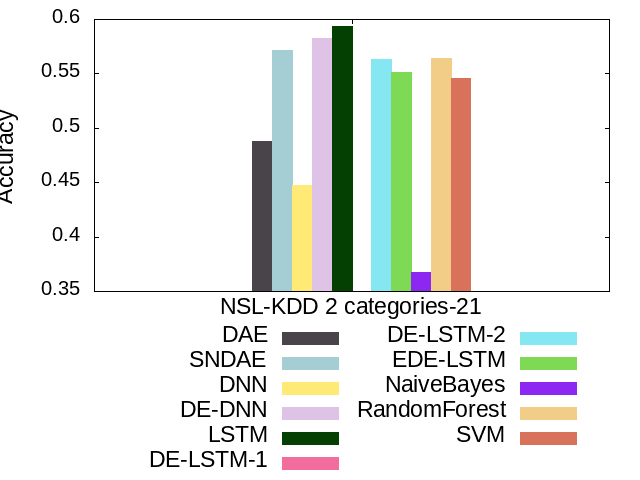 0.6
0.55
0.5
0.45
0.4
0.35
Accuracy
NSL-KDD 2 categories-21
DAE
SNDAE
DNN
DE-DNN
LSTM
DE-LSTM-1
DE-LSTM-2
EDE-LSTM
NaiveBayes
RandomForest
SVM